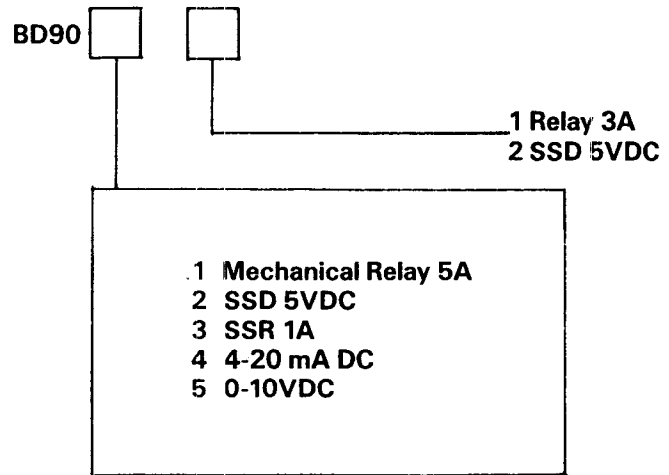 BD90
1 Relay 3A
2 SSD 5VDC
1 Mechanical Relay 5A
2 SSD 5VDC
3 SSR 1A
4 4-20 mA DC
5 0-10VDC